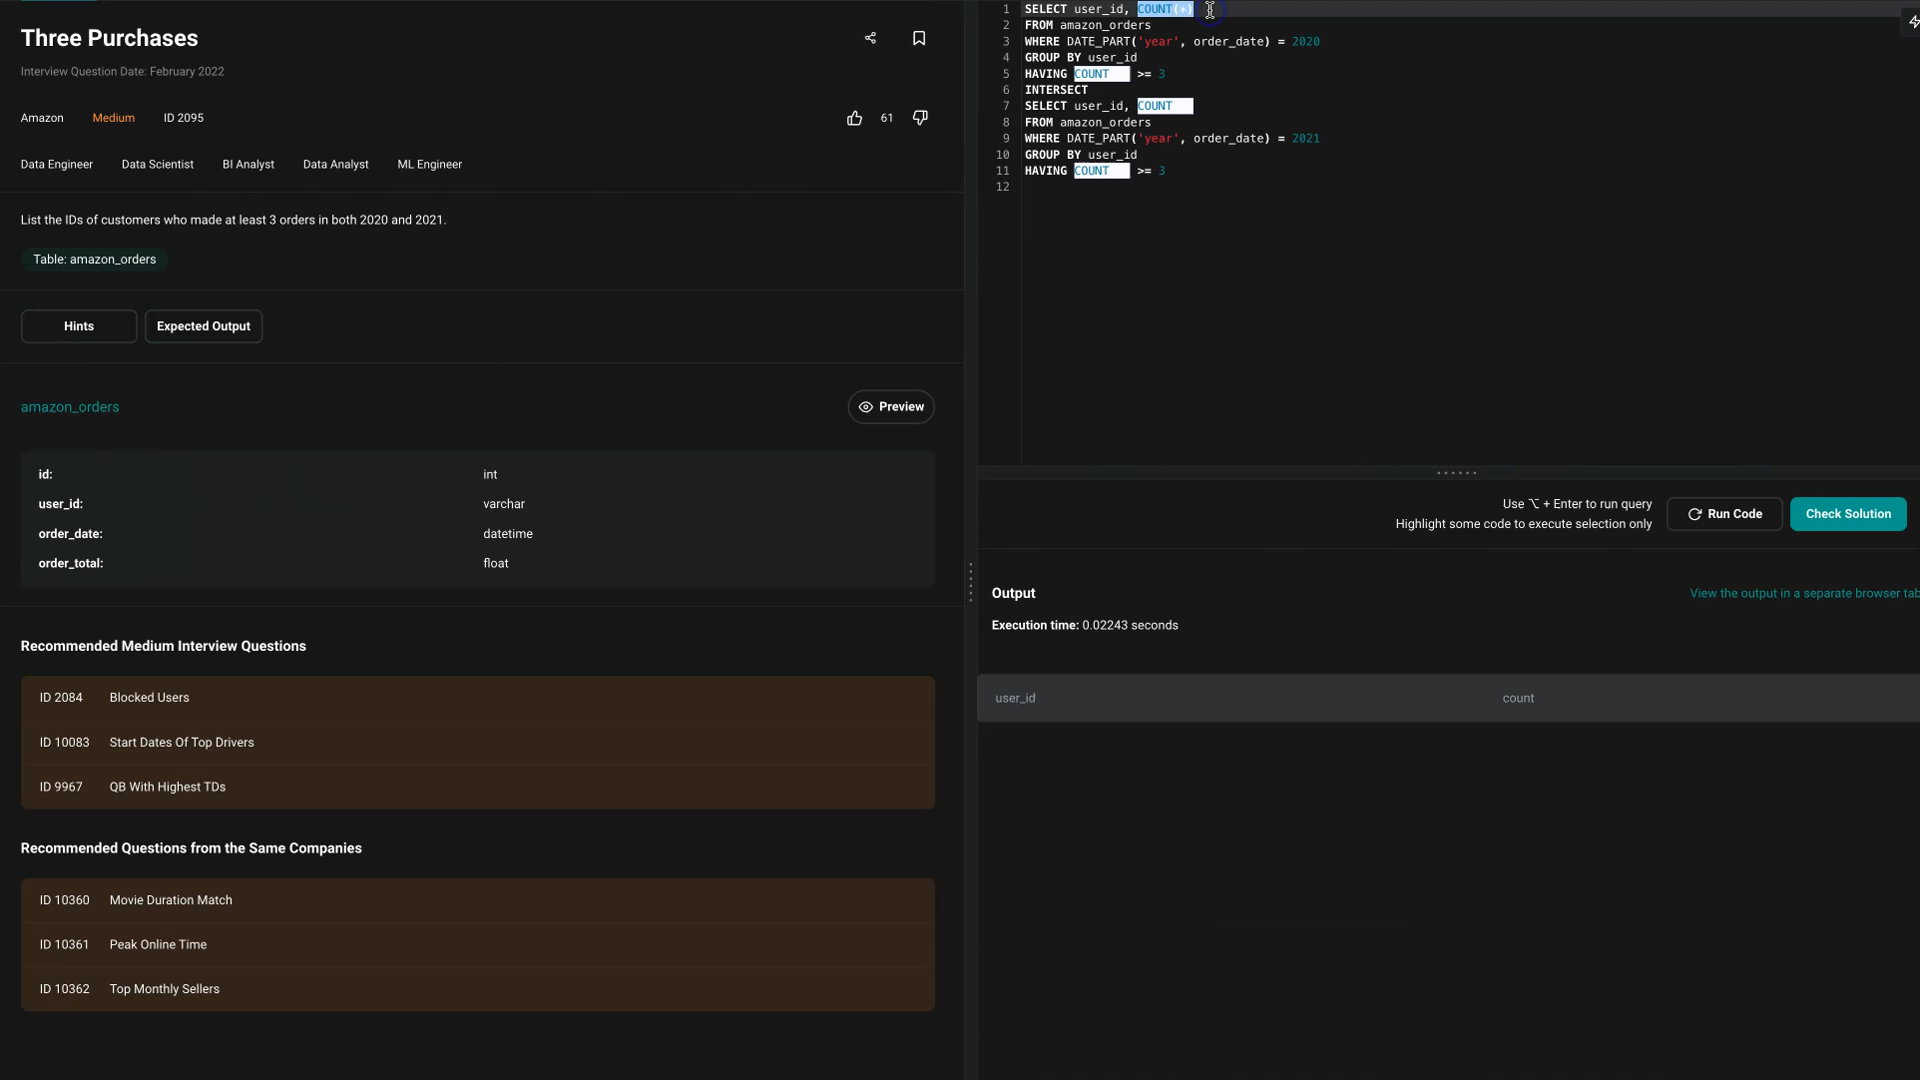 Three Purchases
Interview Question Date: February 2022
Amazon Medium ID 2095
61
Data Engineer Data Scientist BI Analyst Data Analyst ML Engineer
List the IDs of customers who made at least 3 orders in both 2020 and 2021.
Table: amazon_orders
Hints Expected Output
amazon_orders
Preview
id: int
user_id: varchar
order_date: datetime
order_total: float
Recommended Medium Interview Questions
ID 2084 Blocked Users
ID 10083 Start Dates Of Top Drivers
ID 9967 QB With Highest TDs
Recommended Questions from the Same Companies
ID 10360 Movie Duration Match
ID 10361 Peak Online Time
ID 10362 Top Monthly Sellers
1 SELECT user_id, COUNT(*)
2 FROM amazon_orders
3 WHERE DATE_PART('year', order_date) = 2020
4 GROUP BY user_id
5 HAVING COUNT >= 3
6 INTERSECT
7 SELECT user_id, COUNT
8 FROM amazon_orders
9 WHERE DATE_PART('year', order_date) = 2021
10 GROUP BY user_id
11 HAVING COUNT >= 3
12
Use ⌥ + Enter to run query
Highlight some code to execute selection only
Run Code
Check Solution
Output
View the output in a separate browser tab
Execution time: 0.02243 seconds
user_id count